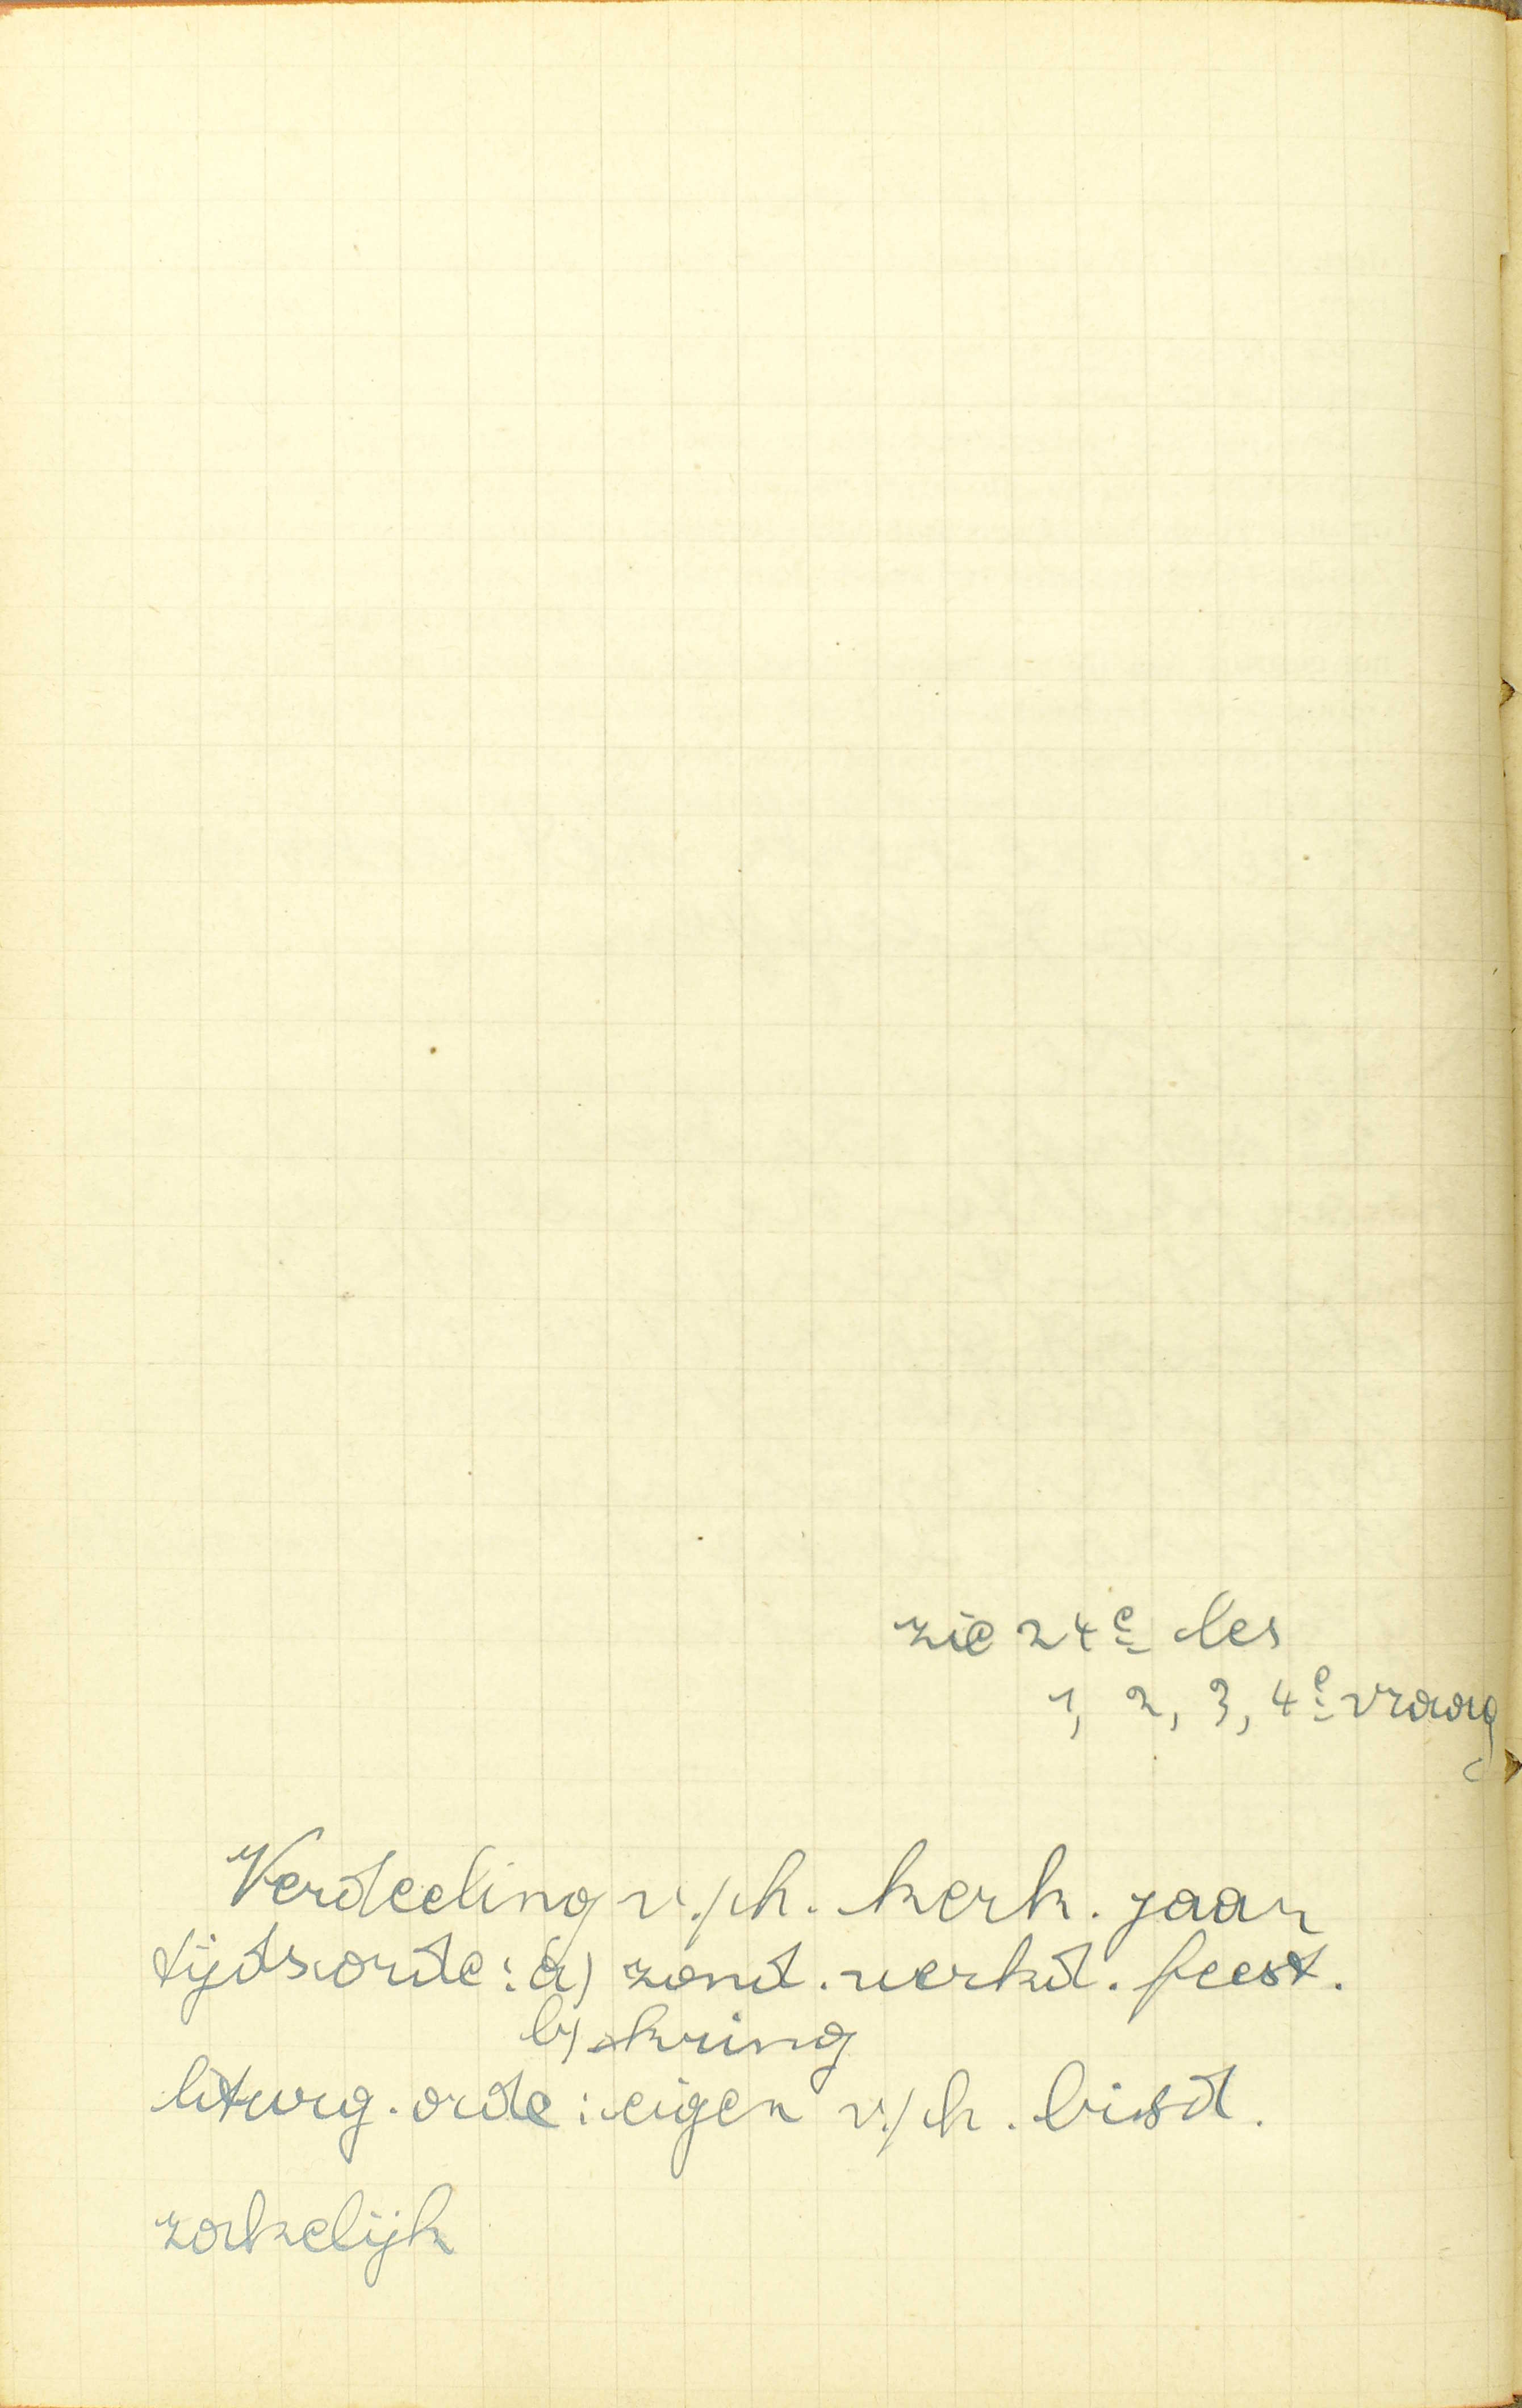 zie 24e les
1, 2, 3, 4e vraag
Verdeeling v/h. kerk. jaar
tijdsorde: a) zond. werkd. feest.
b) kring
liturg. orde: eigen v/h. bisd.
zakelijk